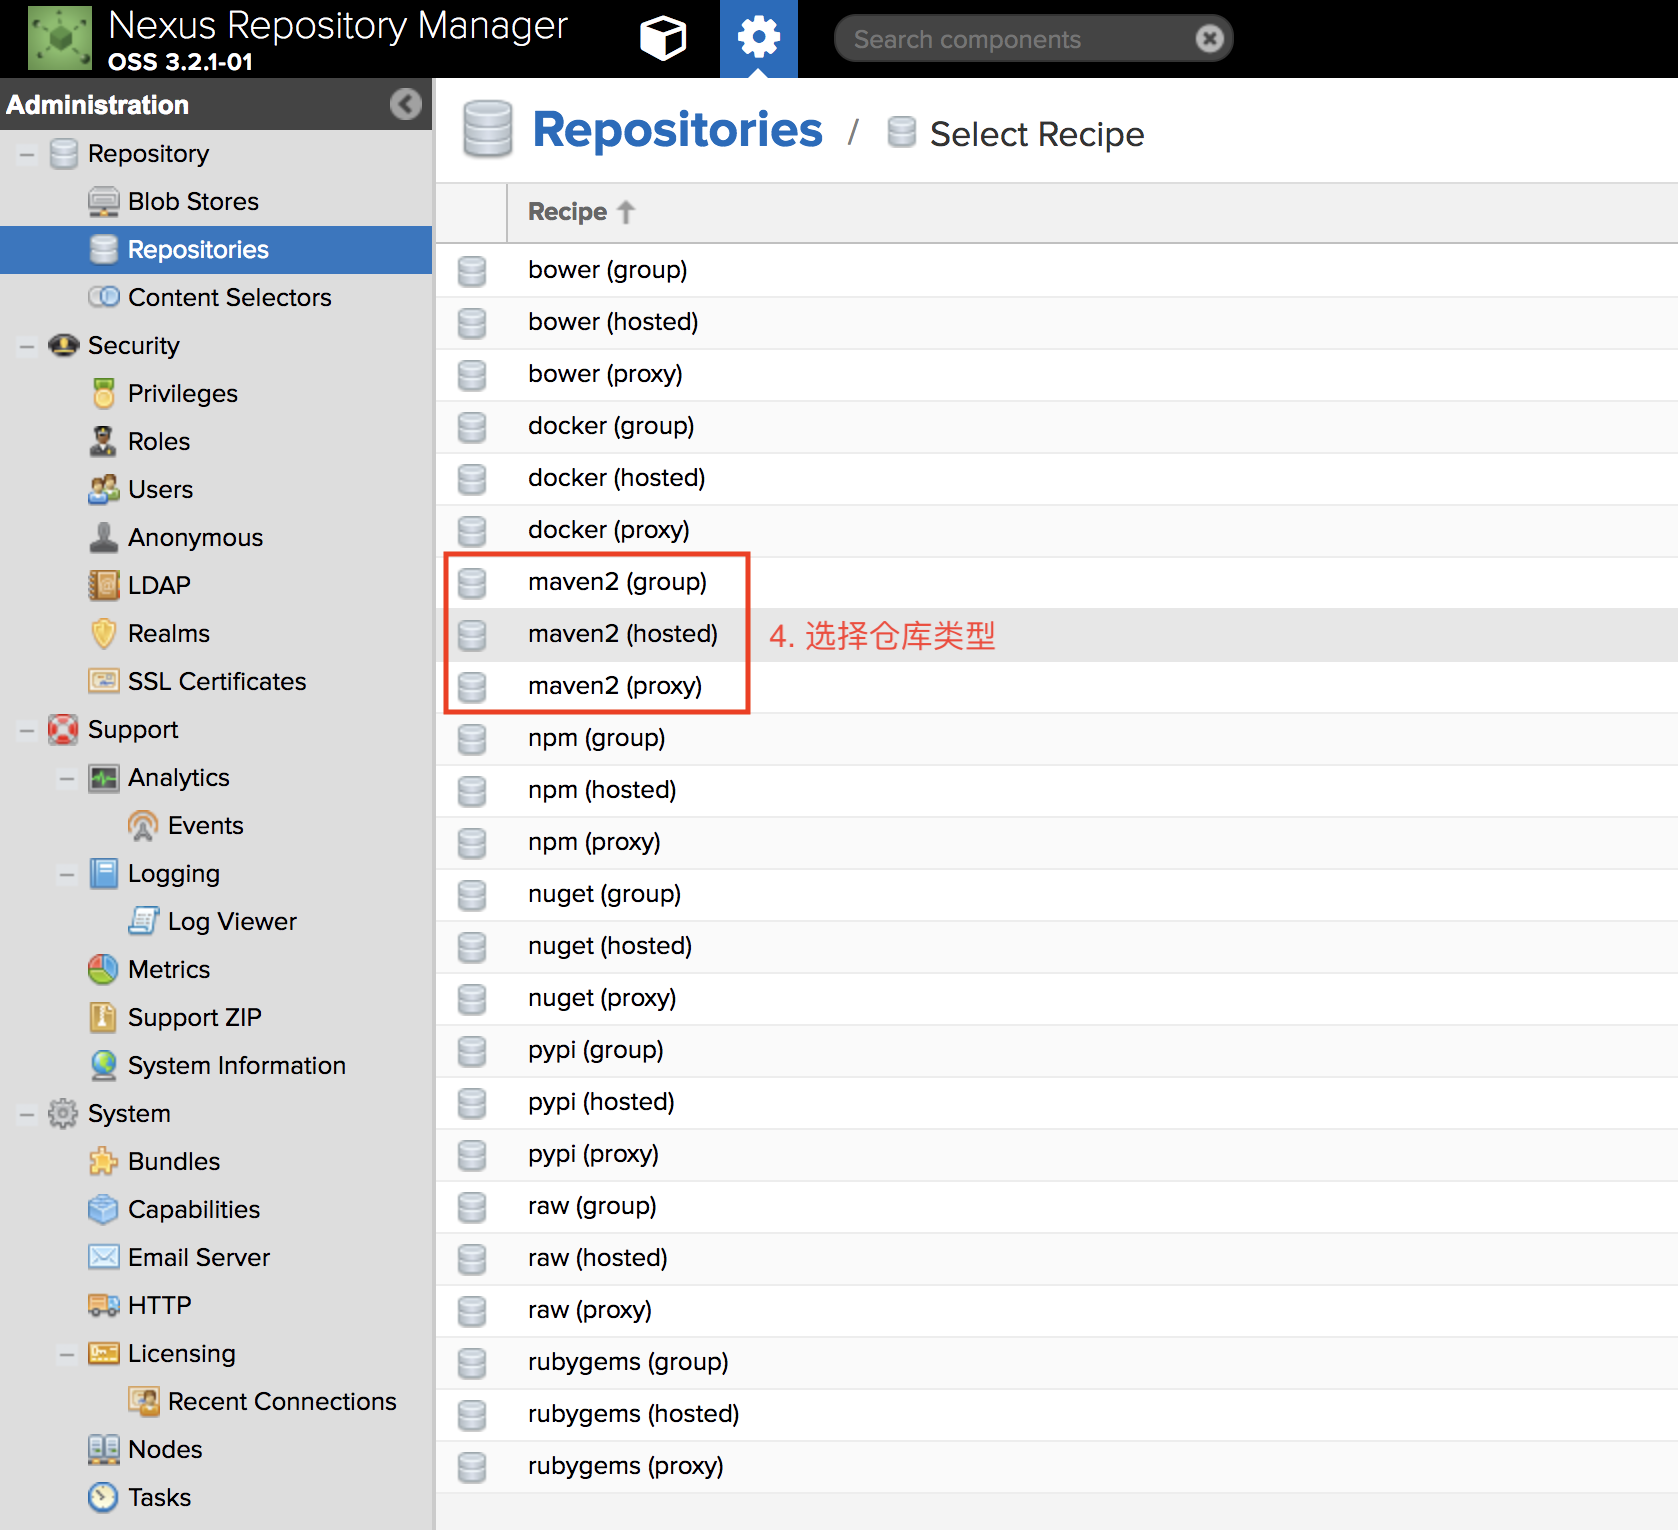 Nexus Repository Manager
OSS 3.2.1-01
Search components
Administration
Repository
Blob Stores
Repositories
Content Selectors
Security
Privileges
Roles
Users
Anonymous
LDAP
Realms
SSL Certificates
Support
Analytics
Events
Logging
Log Viewer
Metrics
Support ZIP
System Information
System
Bundles
Capabilities
Email Server
HTTP
Licensing
Recent Connections
Nodes
Tasks
Repositories / Select Recipe
Recipe
bower (group)
bower (hosted)
bower (proxy)
docker (group)
docker (hosted)
docker (proxy)
maven2 (group)
maven2 (hosted) 4. 选择仓库类型
maven2 (proxy)
npm (group)
npm (hosted)
npm (proxy)
nuget (group)
nuget (hosted)
nuget (proxy)
pypi (group)
pypi (hosted)
pypi (proxy)
raw (group)
raw (hosted)
raw (proxy)
rubygems (group)
rubygems (hosted)
rubygems (proxy)